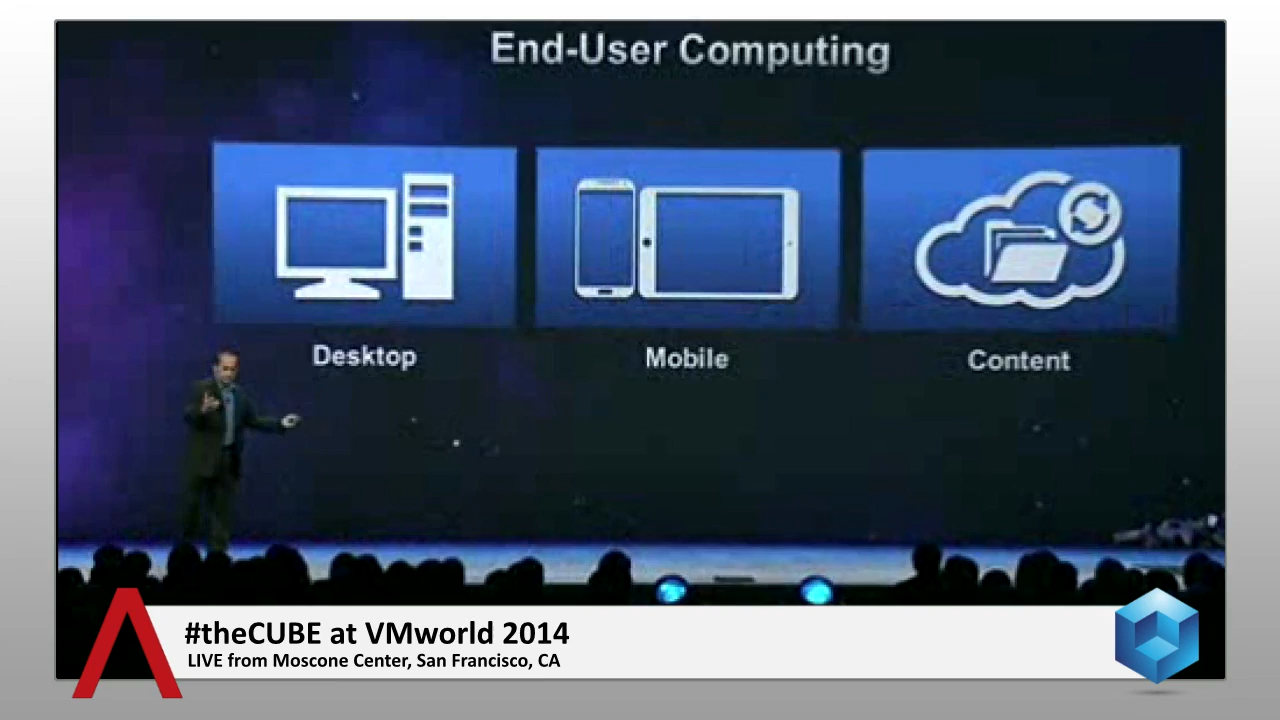 End-User Computing
Desktop
Mobile
Content
#theCUBE at VMworld 2014
LIVE from Moscone Center, San Francisco, CA